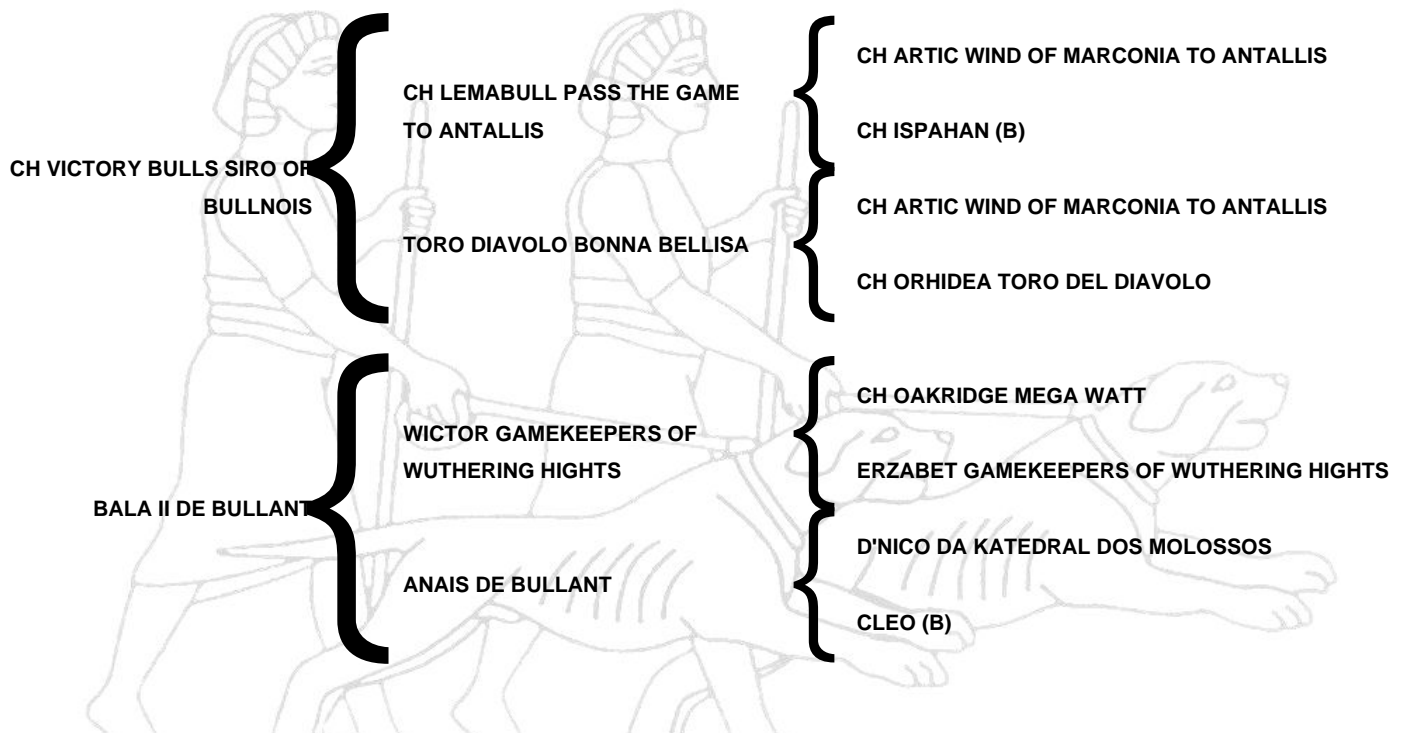 CH ARTIC WIND OF MARCONIA TO ANTALLIS
CH LEMABULL PASS THE GAME
TO ANTALLIS
CH ISPAHAN (B)
CH VICTORY BULLS SIRO OF
BULLNOIS
CH ARTIC WIND OF MARCONIA TO ANTALLIS
TORO DIAVOLO BONNA BELLISA
CH ORHIDEA TORO DEL DIAVOLO
CH OAKRIDGE MEGA WATT
WICTOR GAMEKEEPERS OF
WUTHERING HIGHTS
ERZABET GAMEKEEPERS OF WUTHERING HIGHTS
BALA II DE BULLANT
D'NICO DA KATEDRAL DOS MOLOSSOS
ANAIS DE BULLANT
CLEO (B)